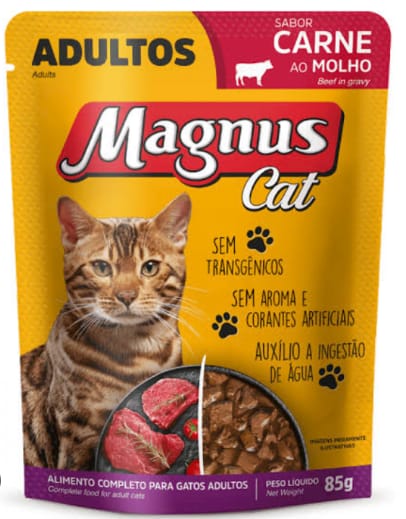 ADULTOS
Adults
SABOR
CARNE
AO MOLHO
Beef in gravy
Magnus
Cat
SEM
TRANSGÊNICOS
SEM AROMA E
CORANTES ARTIFICIAIS
AUXÍLIO A INGESTÃO
DE ÁGUA
IMAGENS MERAMENTE
ILUSTRATIVAS
ALIMENTO COMPLETO PARA GATOS ADULTOS
Complete food for adult cats
PESO LÍQUIDO
Net Weight
85g